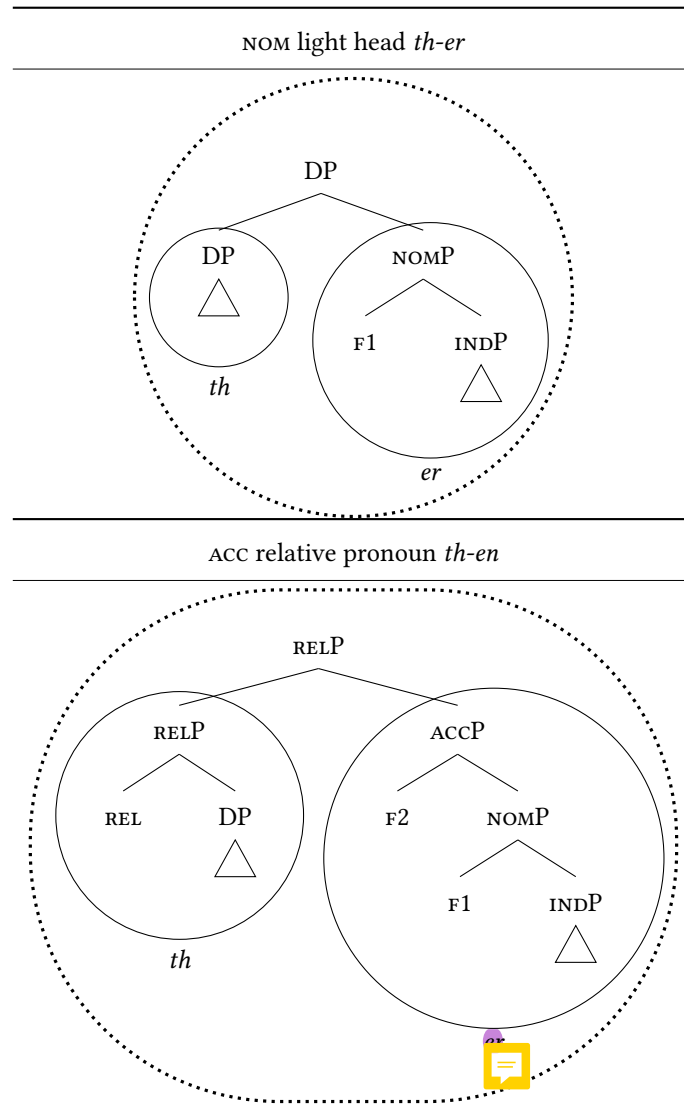 NOM light head th-er
DP
DP NOMP
F1 INDP
th
er
ACC relative pronoun th-en
RELP
RELP ACCP
REL DP F2 NOMP
F1 INDP
th